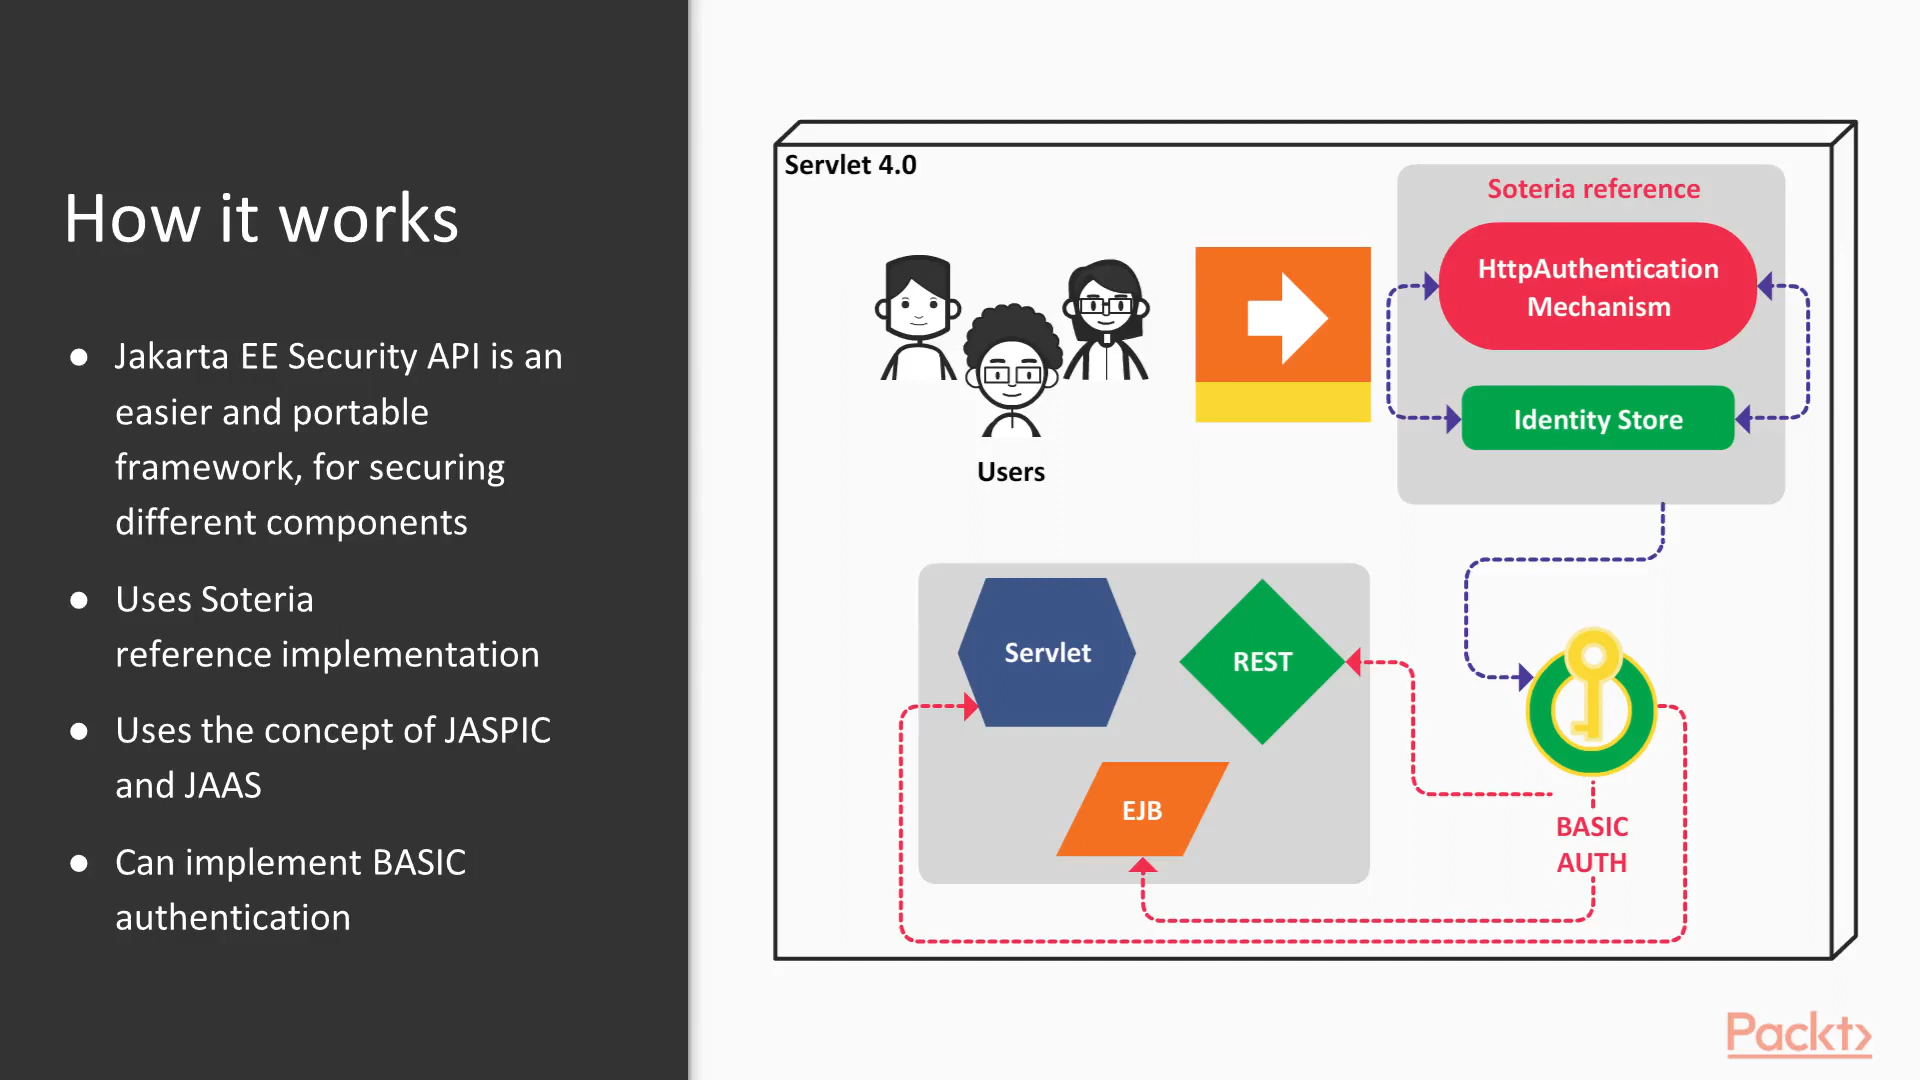 How it works
● Jakarta EE Security API is an
easier and portable
framework, for securing
different components
● Uses Soteria
reference implementation
● Uses the concept of JASPIC
and JAAS
● Can implement BASIC
authentication
Servlet 4.0
Users
Soteria reference
HttpAuthentication
Mechanism
Identity Store
Servlet
REST
EJB
BASIC
AUTH
Packt>